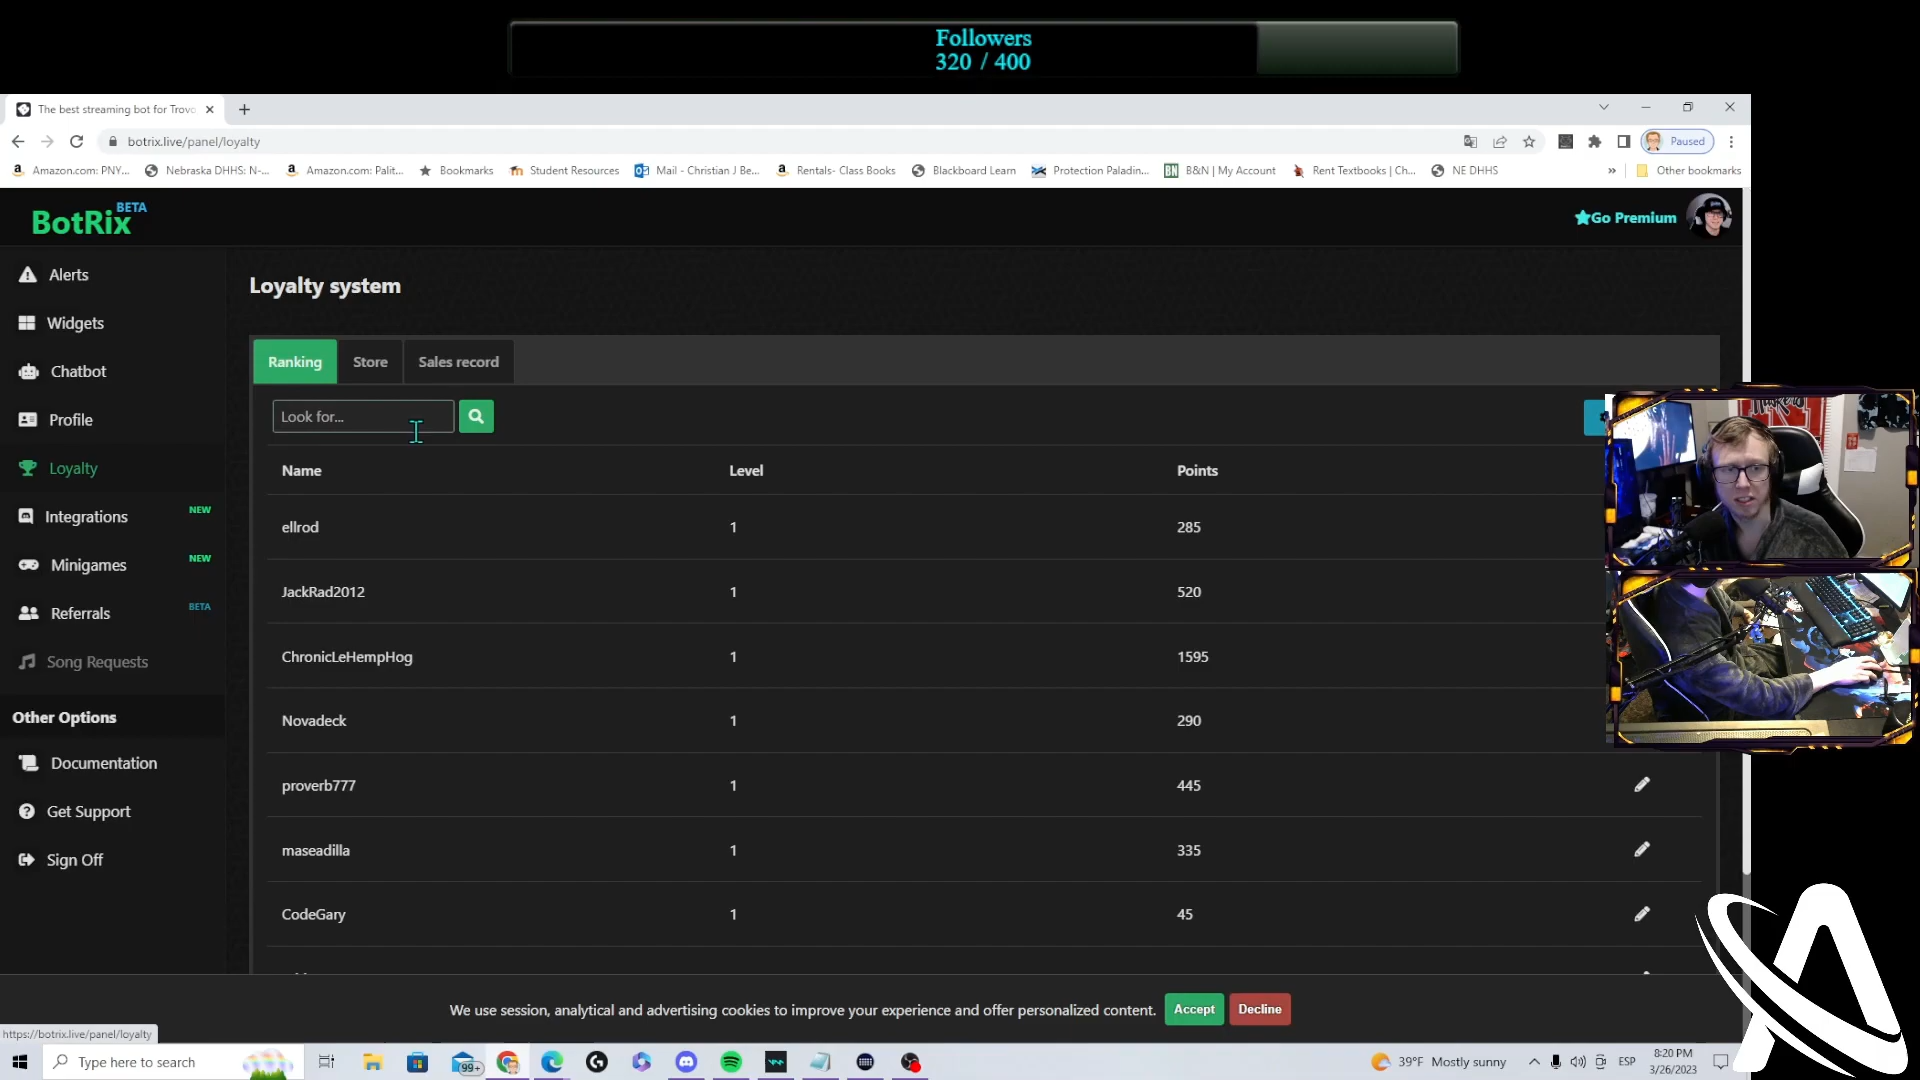 Followers
320 / 400
The best streaming bot for Trovo
botrix.live/panel/loyalty
Paused
Amazon.com: PNY...
Nebraska DHHS: N-...
Amazon.com: Palit...
Bookmarks
Student Resources
Mail - Christian J Be...
Rentals- Class Books
Blackboard Learn
Protection Paladin...
BN B&N | My Account
Rent Textbooks | Ch...
NE DHHS
Other bookmarks
BotRix BETA
Go Premium
Alerts
Widgets
Chatbot
Profile
Loyalty
Integrations NEW
Minigames NEW
Referrals BETA
Song Requests
Other Options
Documentation
Get Support
Sign Off
Loyalty system
Ranking Store Sales record
Look for...
Name Level Points
ellrod 1 285
JackRad2012 1 520
ChronicLeHempHog 1 1595
Novadeck 1 290
proverb777 1 445
maseadilla 1 335
CodeGary 1 45
We use session, analytical and advertising cookies to improve your experience and offer personalized content. Accept Decline
https://botrix.live/panel/loyalty
Type here to search
99+
39°F Mostly sunny
ESP
8:20 PM
3/26/2023